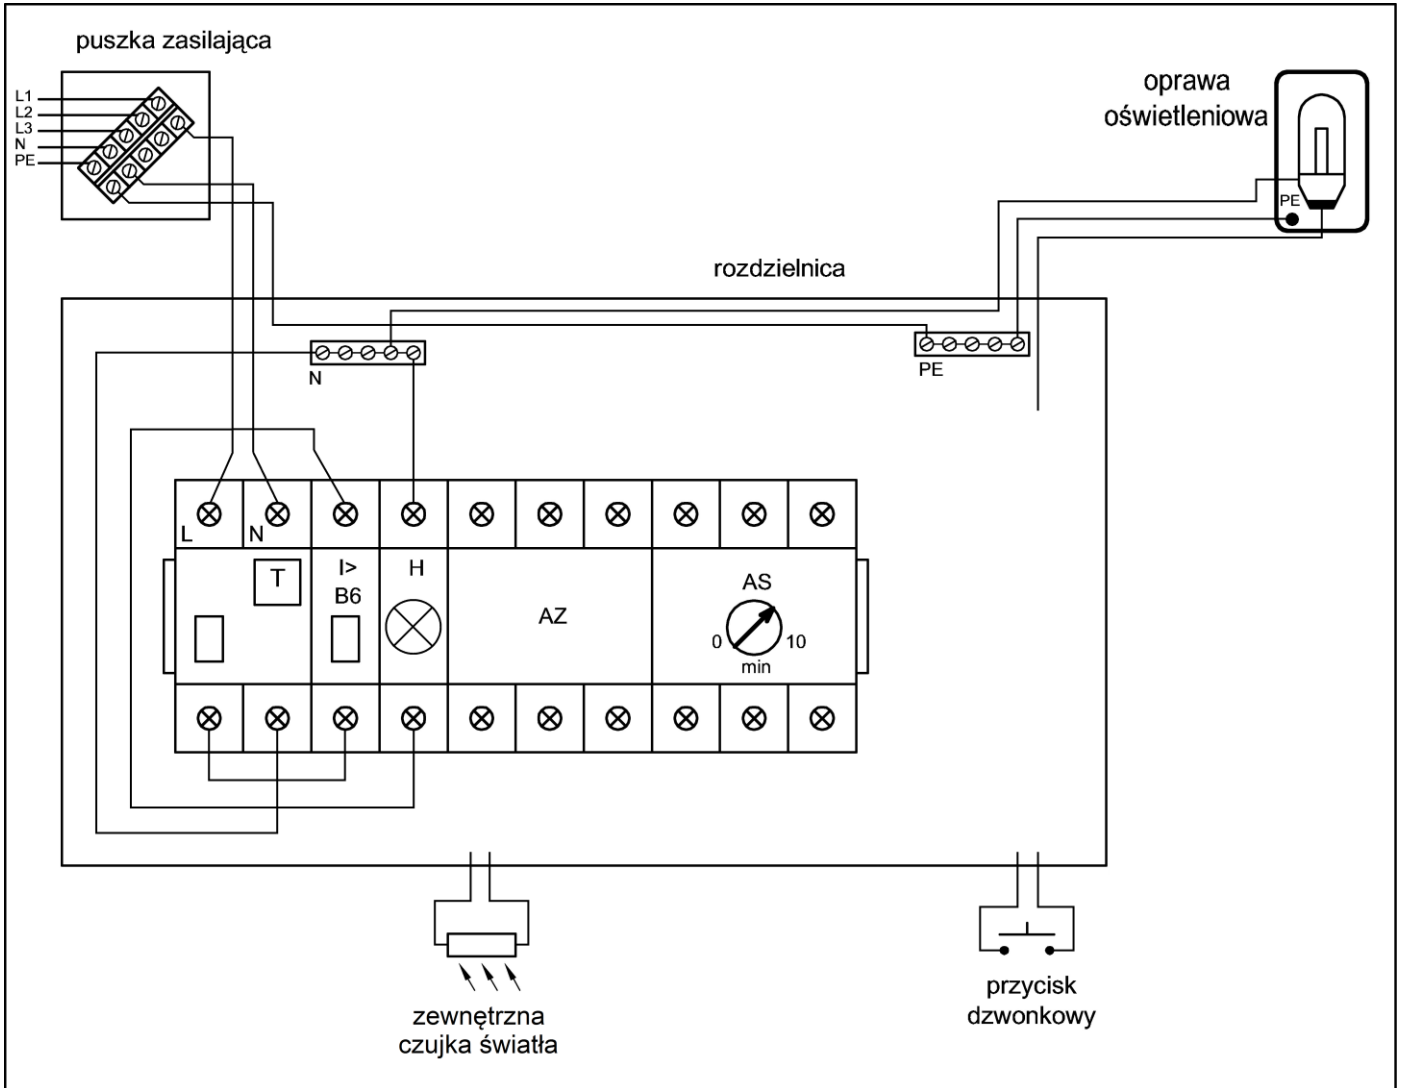 puszka zasilająca
L1
L2
L3
N
PE
oprawa
oświetleniowa
PE
rozdzielnica
N
PE
L
N
T
I>
B6
H
AZ
AS
0
10
min
zewnętrzna
czujka światła
przycisk
dzwonkowy